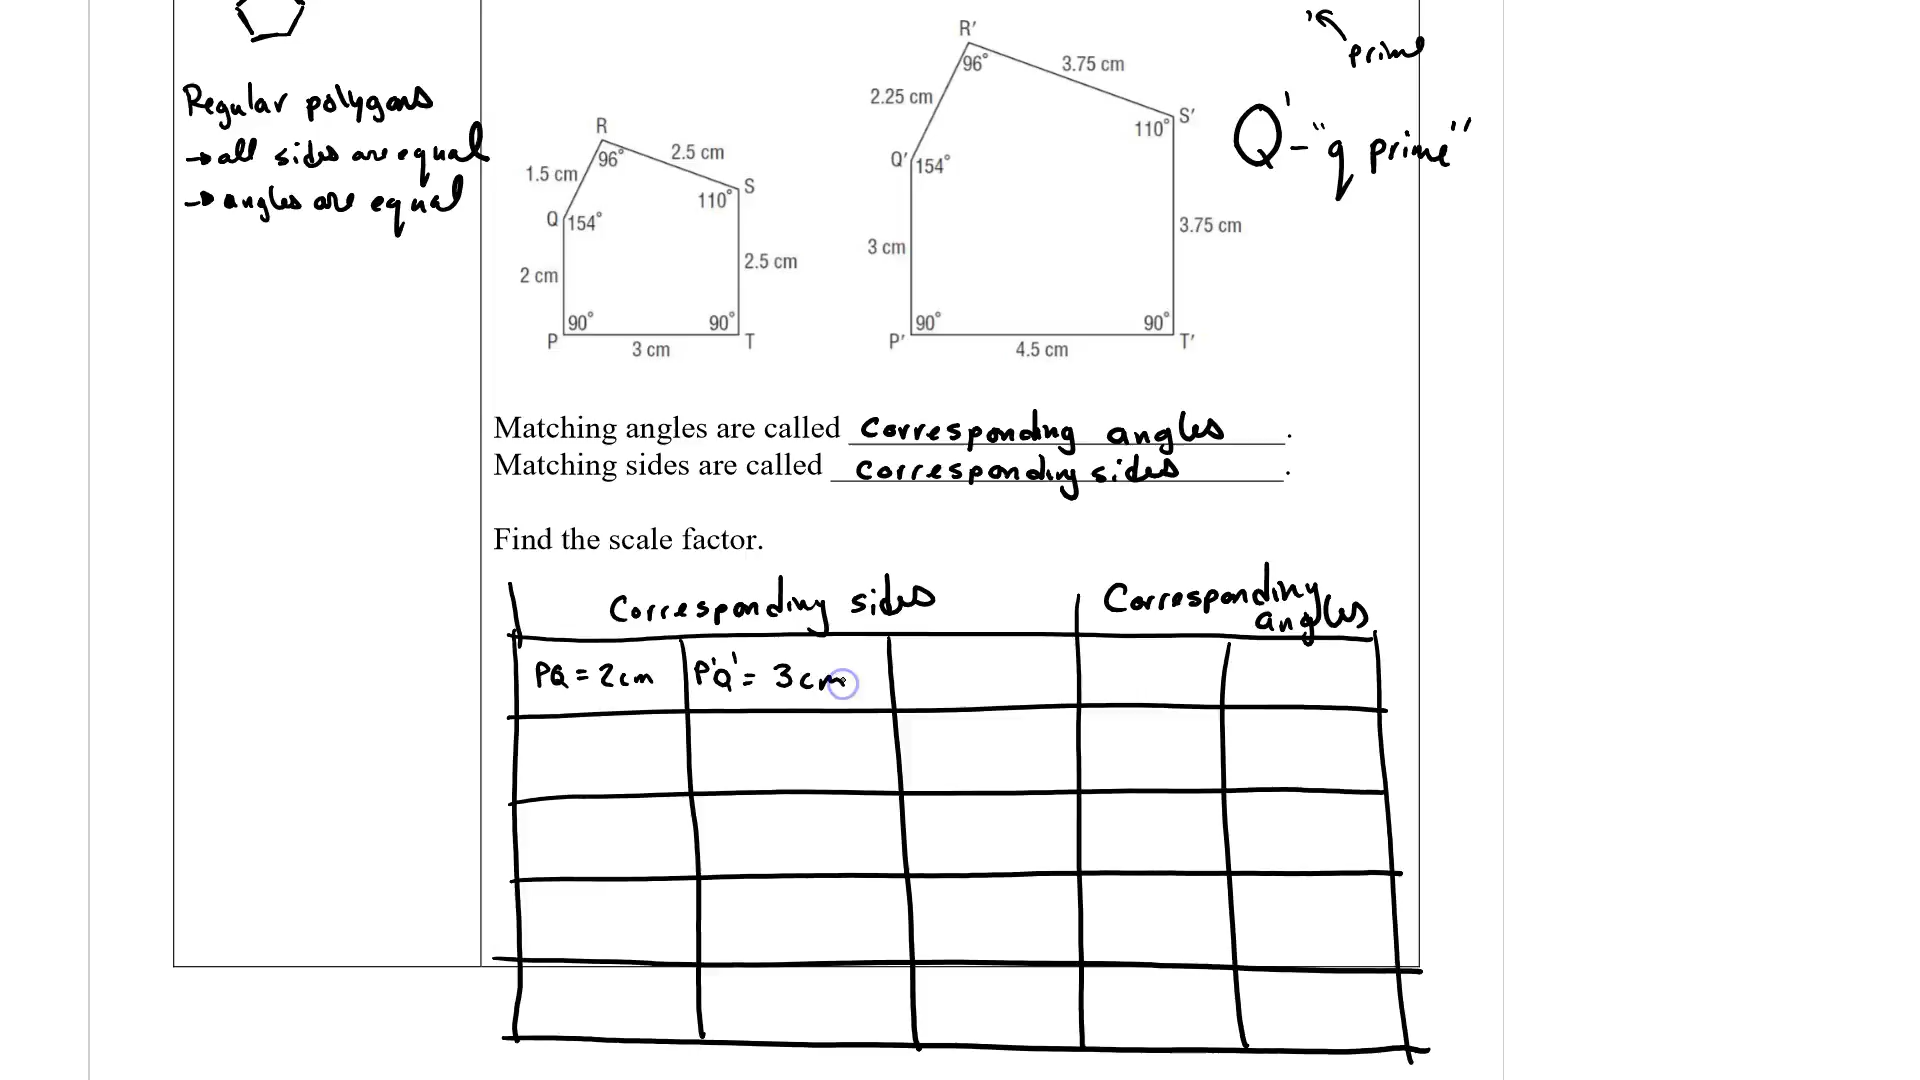 Regular polygons
→ all sides are equal
→ angles are equal
R
96°
2.5 cm
1.5 cm
S
110°
Q
154°
2.5 cm
2 cm
90°
90°
P
T
3 cm
R′
96°
3.75 cm
2.25 cm
S′
110°
Q′
154°
3.75 cm
3 cm
90°
90°
P′
T′
4.5 cm
' prime
Q' - "q prime"
Matching angles are called corresponding angles.
Matching sides are called corresponding sides.
Find the scale factor.
Corresponding sides
Corresponding
angles
PQ = 2cm
P'Q' = 3cm